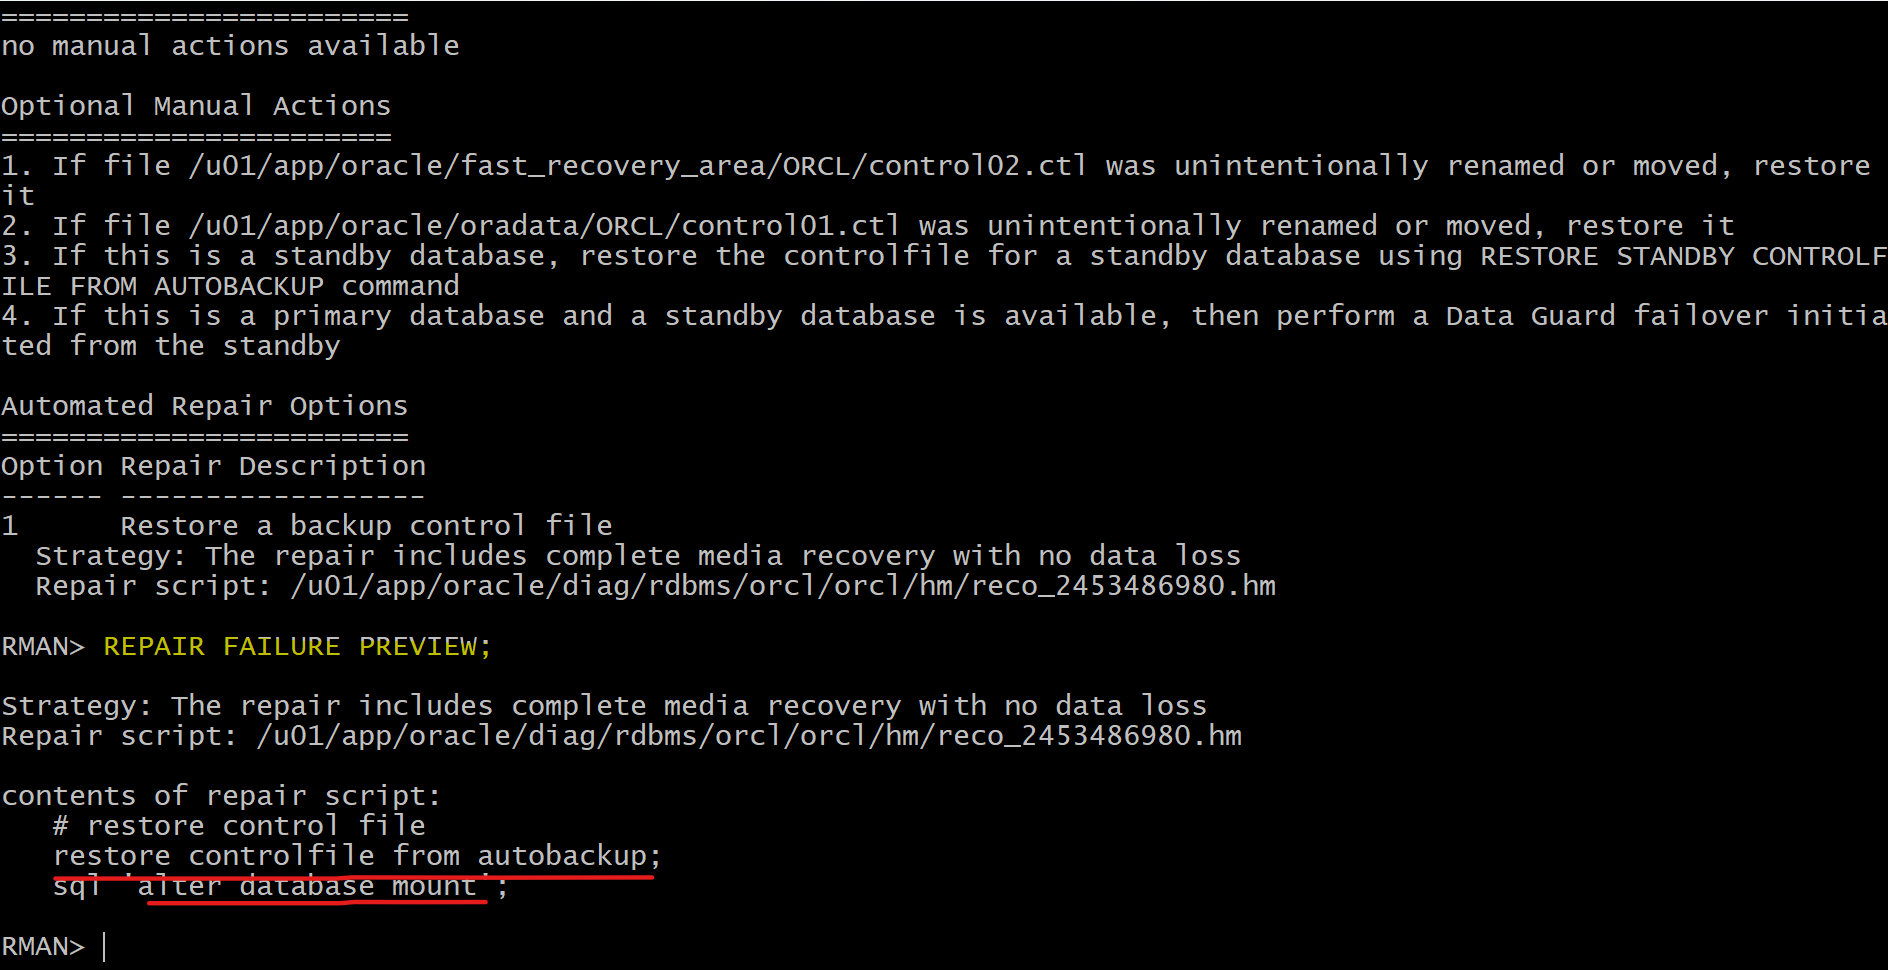 ========================
no manual actions available
Optional Manual Actions
=======================
1. If file /u01/app/oracle/fast_recovery_area/ORCL/control02.ctl was unintentionally renamed or moved, restore
it
2. If file /u01/app/oracle/oradata/ORCL/control01.ctl was unintentionally renamed or moved, restore it
3. If this is a standby database, restore the controlfile for a standby database using RESTORE STANDBY CONTROLF
ILE FROM AUTOBACKUP command
4. If this is a primary database and a standby database is available, then perform a Data Guard failover initia
ted from the standby
Automated Repair Options
========================
Option Repair Description
------ ------------------
1      Restore a backup control file
  Strategy: The repair includes complete media recovery with no data loss
  Repair script: /u01/app/oracle/diag/rdbms/orcl/orcl/hm/reco_2453486980.hm
RMAN> REPAIR FAILURE PREVIEW;
Strategy: The repair includes complete media recovery with no data loss
Repair script: /u01/app/oracle/diag/rdbms/orcl/orcl/hm/reco_2453486980.hm
contents of repair script:
   # restore control file
   restore controlfile from autobackup;
   sql 'alter database mount';
RMAN>